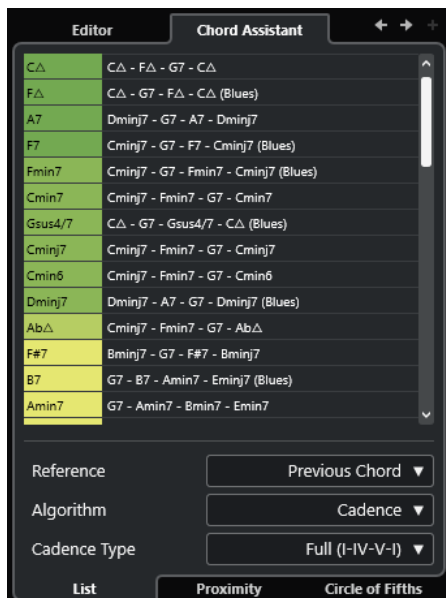 Editor Chord Assistant
C△ C△ - F△ - G7 - C△
F△ C△ - G7 - F△ - C△ (Blues)
A7 Dminj7 - G7 - A7 - Dminj7
F7 Cminj7 - G7 - F7 - Cminj7 (Blues)
Fmin7 Cminj7 - G7 - Fmin7 - Cminj7 (Blues)
Cmin7 Cminj7 - Fmin7 - G7 - Cmin7
Gsus4/7 C△ - G7 - Gsus4/7 - C△ (Blues)
Cminj7 Cminj7 - Fmin7 - G7 - Cminj7
Cmin6 Cminj7 - Fmin7 - G7 - Cmin6
Dminj7 Dminj7 - A7 - G7 - Dminj7 (Blues)
Ab△ Cminj7 - Fmin7 - G7 - Ab△
F#7 Bminj7 - G7 - F#7 - Bminj7
B7 G7 - B7 - Amin7 - Eminj7 (Blues)
Amin7 G7 - Amin7 - Bmin7 - Emin7
Reference Previous Chord
Algorithm Cadence
Cadence Type Full (I-IV-V-I)
List Proximity Circle of Fifths